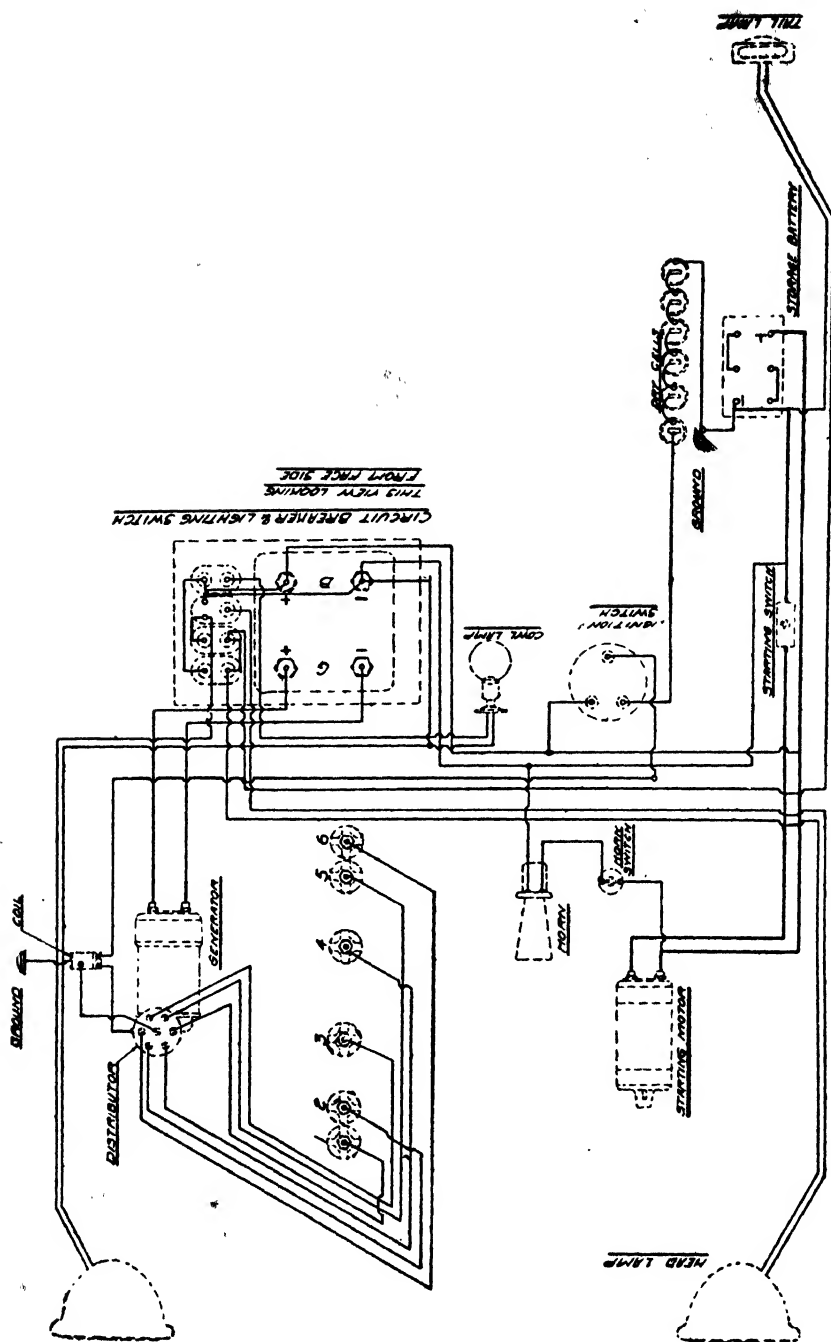 TAIL LAMP
STORAGE BATTERY
+
-
DRY CELLS
GROUND
CIRCUIT BREAKER & LIGHTING SWITCH
THIS VIEW LOOKING
FROM FACE SIDE
B
+
-
G
+
-
COWL LAMP
IGNITION
SWITCH
STARTING SWITCH
GROUND
COIL
GENERATOR
DISTRIBUTOR
6
5
4
3
2
1
HORN
HORN
SWITCH
STARTING MOTOR
HEAD LAMP